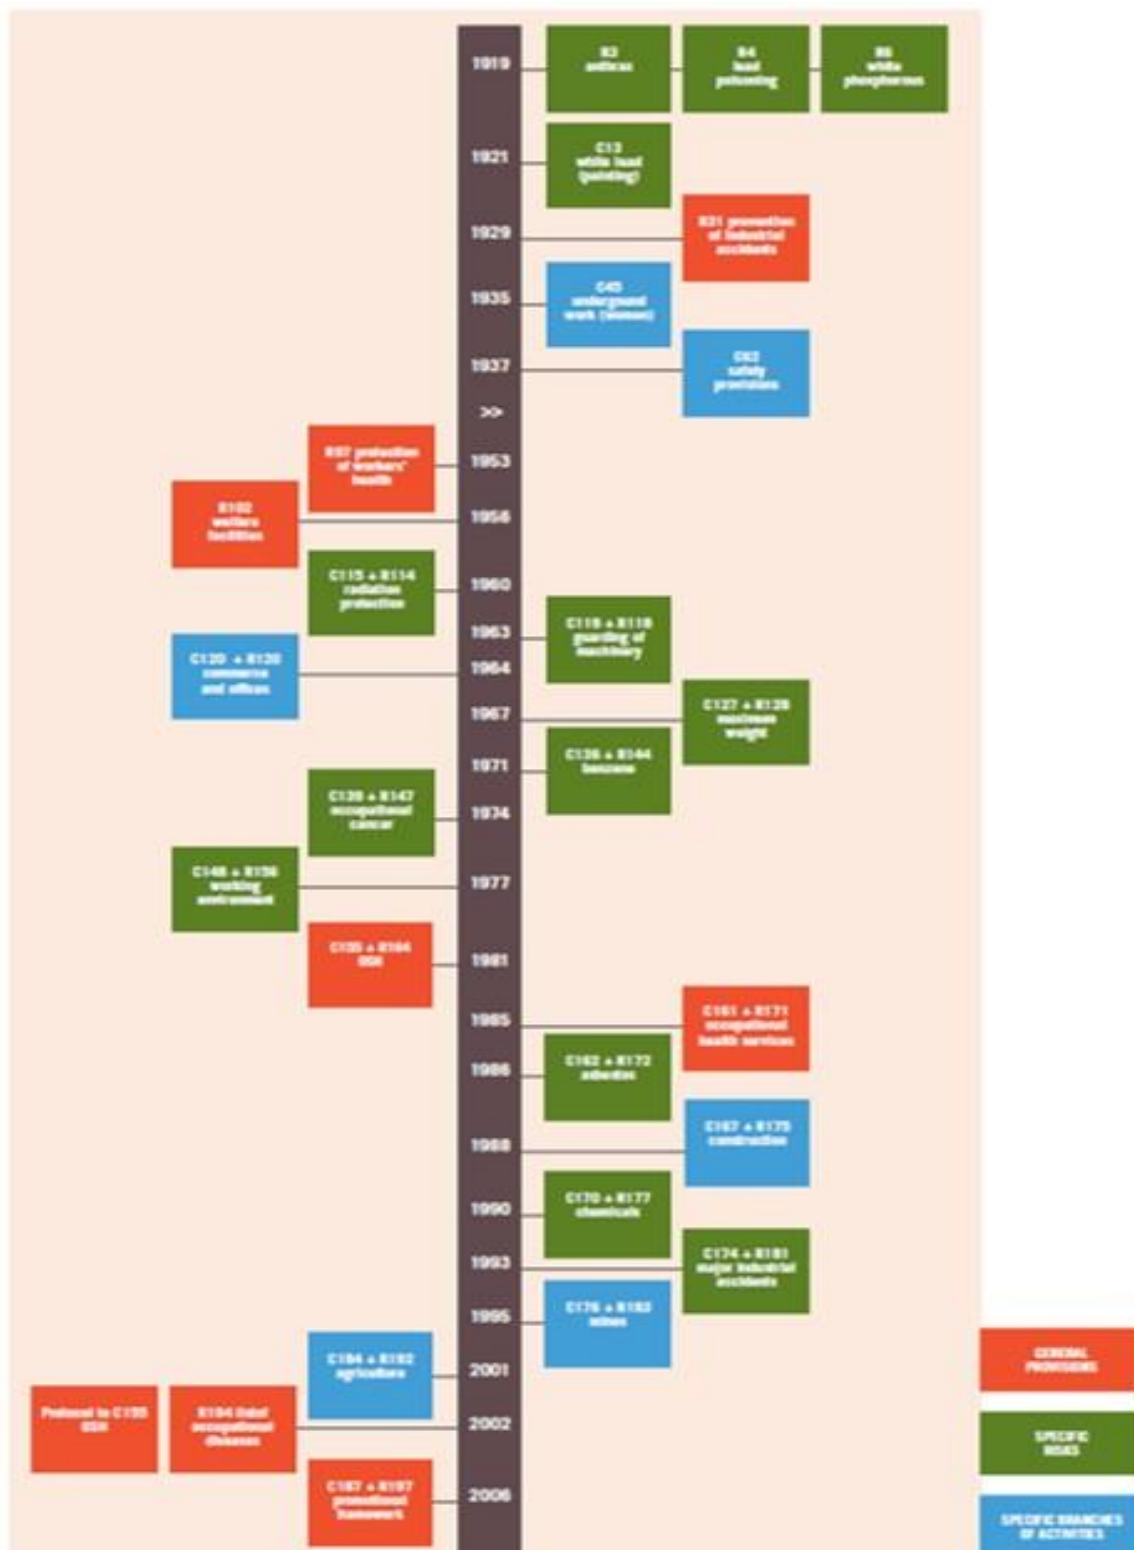 1919
R3
anthrax
R4
lead
poisoning
R6
white
phosphorous
1921
C13
white lead
(painting)
1929
R31 prevention
of industrial
accidents
1935
C45
work (women)
1937
C62
safety
provisions
>>
1953
R97 protection
of workers'
health
1956
R102
welfare
facilities
1960
C115 + R114
radiation
protection
1963
C119 + R118
guarding of
machinery
1964
C120 + R120
commerce
and offices
1967
C127 + R128
maximum
weight
1971
C136 + R144
benzene
1974
C139 + R147
occupational
cancer
1977
C148 + R156
working
environment
1981
C155 + R164
OSH
1985
C161 + R171
occupational
health services
1986
C162 + R172
asbestos
1988
C167 + R175
construction
1990
C170 + R177
chemicals
1993
C174 + R181
major industrial
accidents
1995
C176 + R183
mines
2001
C184 + R192
agriculture
2002
Protocol to C155
OSH
R194
occupational
diseases
2006
C187 + R197
promotional
framework
GENERAL
PROVISIONS
SPECIFIC
RISKS
SPECIFIC BRANCHES
OF ACTIVITIES